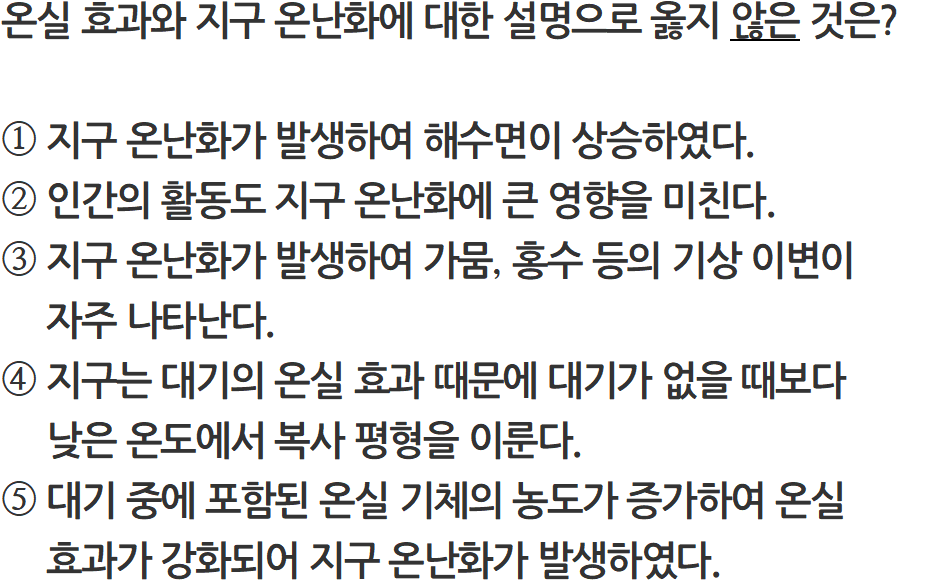 온실 효과와 지구 온난화에 대한 설명으로 옳지 않은 것은?
① 지구 온난화가 발생하여 해수면이 상승하였다.
② 인간의 활동도 지구 온난화에 큰 영향을 미친다.
③ 지구 온난화가 발생하여 가뭄, 홍수 등의 기상 이변이
자주 나타난다.
④ 지구는 대기의 온실 효과 때문에 대기가 없을 때보다
낮은 온도에서 복사 평형을 이룬다.
⑤ 대기 중에 포함된 온실 기체의 농도가 증가하여 온실
효과가 강화되어 지구 온난화가 발생하였다.